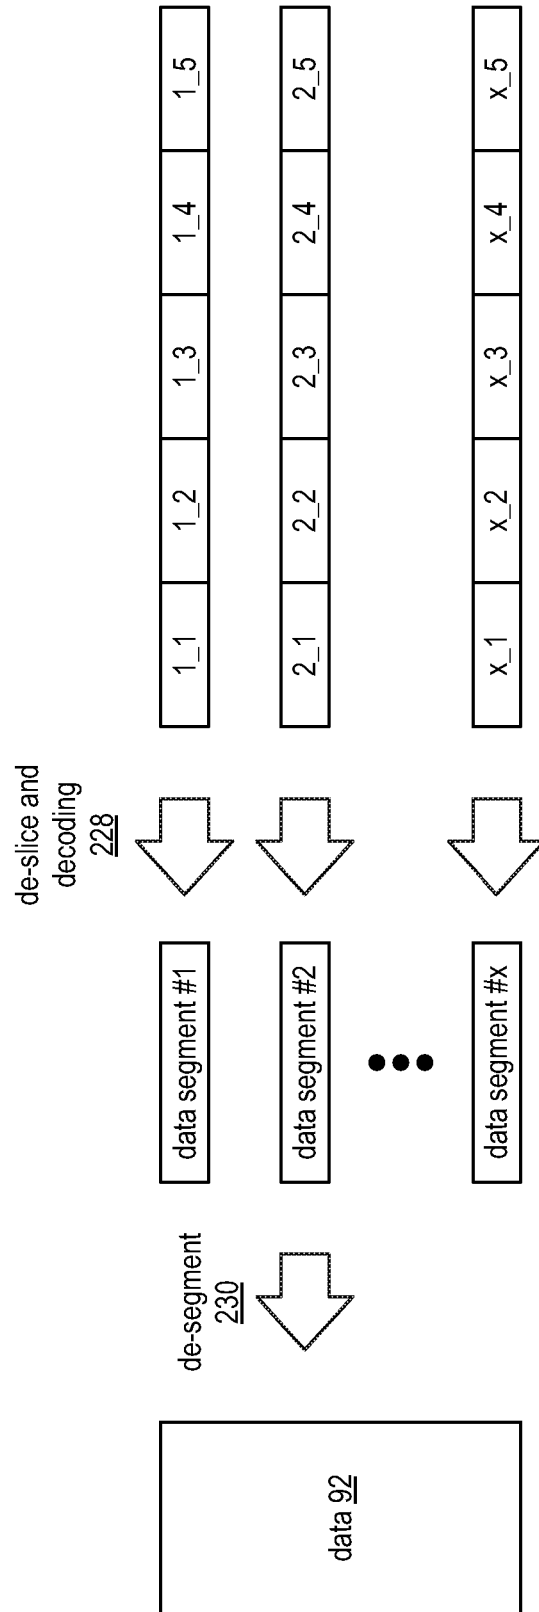 de-slice and
decoding
228
de-segment
230
data segment #1
1_1
1_2
1_3
1_4
1_5
data 92
data segment #2
2_1
2_2
2_3
2_4
2_5
data segment #x
x_1
x_2
x_3
x_4
x_5